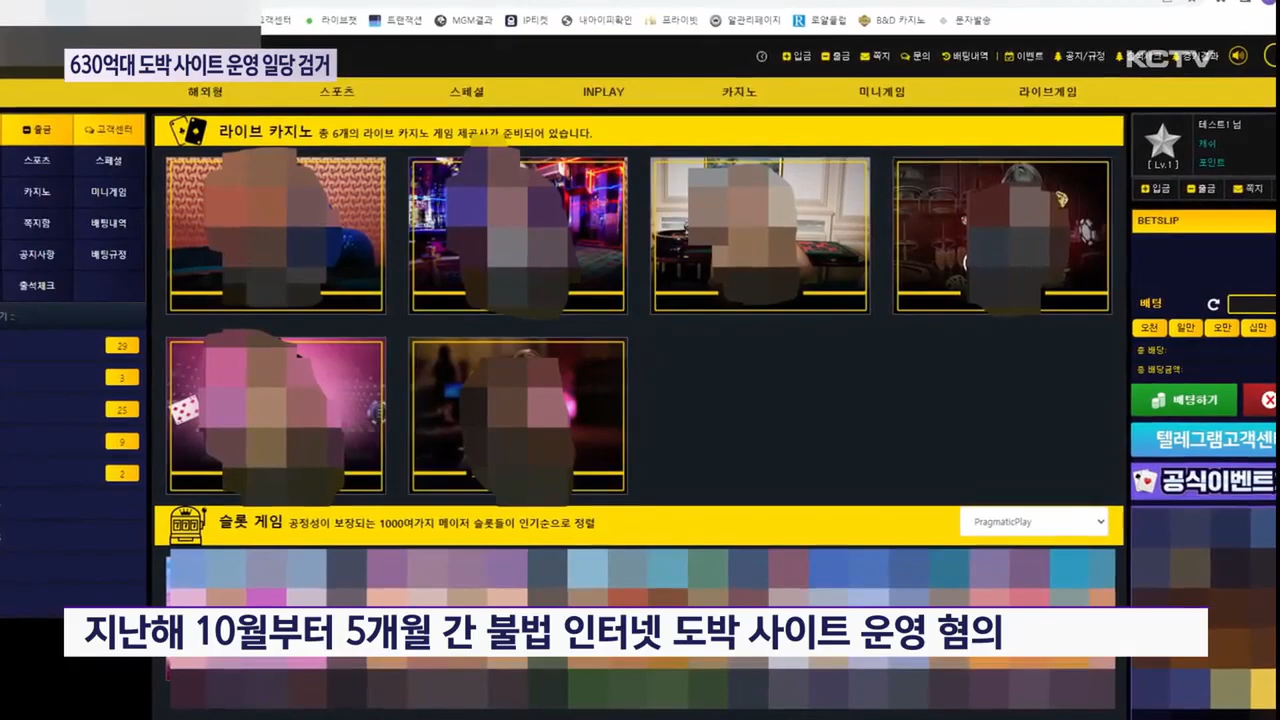 고객센터 라이브캣 트랜잭션 MGM결과 IP티켓 내아이피확인 프라이빗 알관리페이지 로얄클럽 B&D 카지노 문자발송
630억대 도박 사이트 운영 일당 검거
입금 출금 쪽지 문의 배팅내역 | 이벤트 공지/규정
KCTV
해외형 스포츠 스페셜 INPLAY 카지노 미니게임 라이브게임
출금 고객센터
스포츠 스페셜
카지노 미니게임
쪽지함 배팅내역
공지사항 배팅규정
출석체크
기 ::
29
3
25
9
2
라이브 카지노 총 6개의 라이브 카지노 게임 제공사가 준비되어 있습니다.
슬롯 게임 공정성이 보장되는 1000여가지 메이저 슬롯들이 인기순으로 정렬
PragmaticPlay
테스트1 님
캐쉬
포인트
[ Lv.1 ]
입금 출금 쪽지
BETSLIP
배팅
오천 일만 오만 십만
총 배당:
총 배당금액:
배팅하기
텔레그램고객센
공식이벤트
지난해 10월부터 5개월 간 불법 인터넷 도박 사이트 운영 혐의